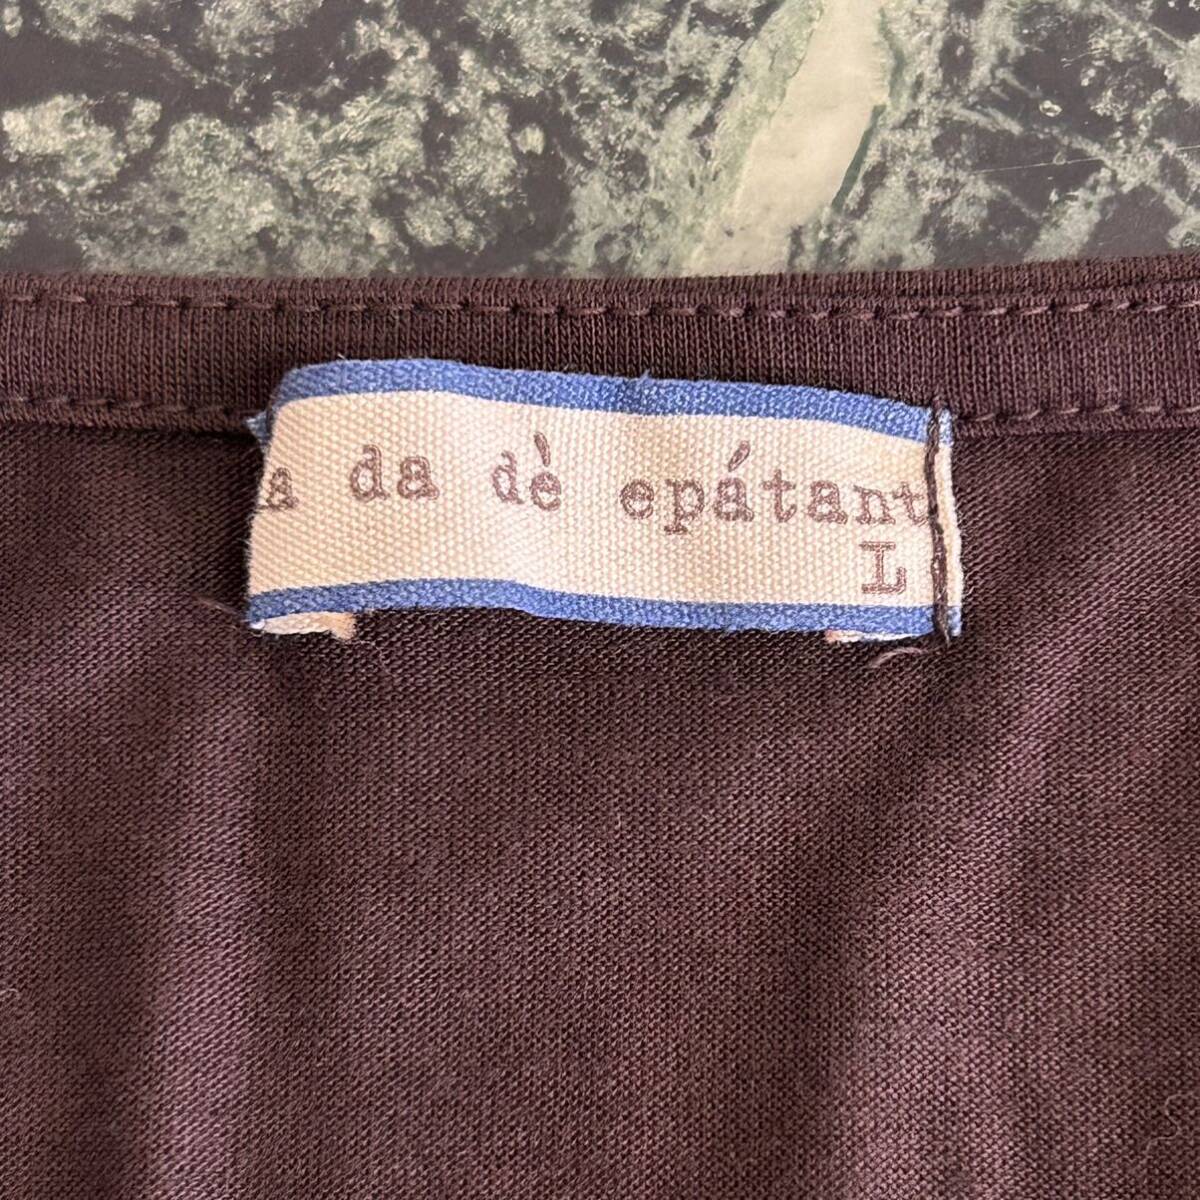 a da dè epátant
L